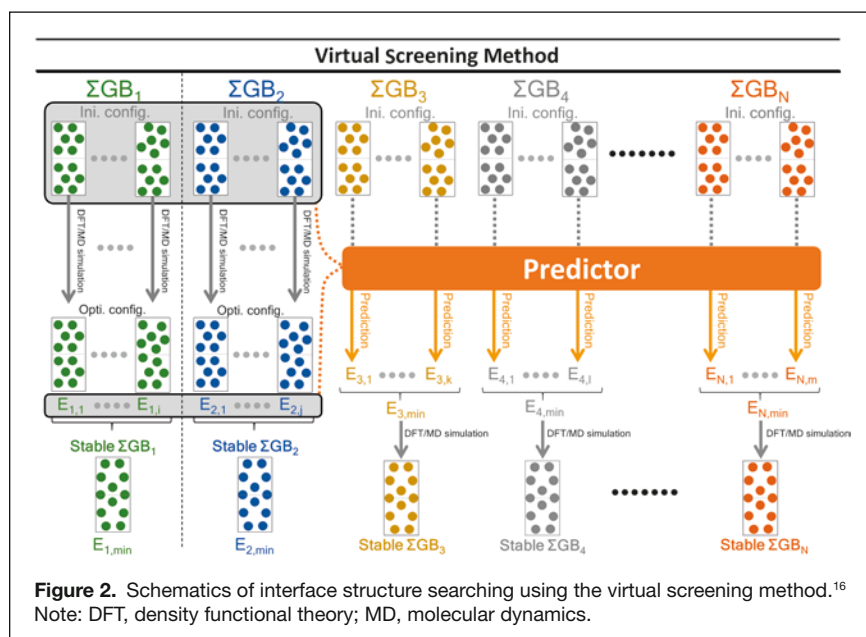 Virtual Screening Method
ΣGB1 ΣGB2 ΣGB3 ΣGB4 ΣGBN
Ini. config. Ini. config. Ini. config. Ini. config. Ini. config.
DFT/MD simulation DFT/MD simulation DFT/MD simulation DFT/MD simulation
Predictor
Prediction Prediction Prediction Prediction Prediction Prediction
Opti. config. Opti. config.
E1,1 E1,i E2,1 E2,j E3,1 E3,k E4,1 E4,l EN,1 EN,m
E3,min E4,min EN,min
DFT/MD simulation DFT/MD simulation DFT/MD simulation
Stable ΣGB1 Stable ΣGB2
E1,min E2,min
Stable ΣGB3 Stable ΣGB4 Stable ΣGBN
Figure 2. Schematics of interface structure searching using the virtual screening method.16
Note: DFT, density functional theory; MD, molecular dynamics.